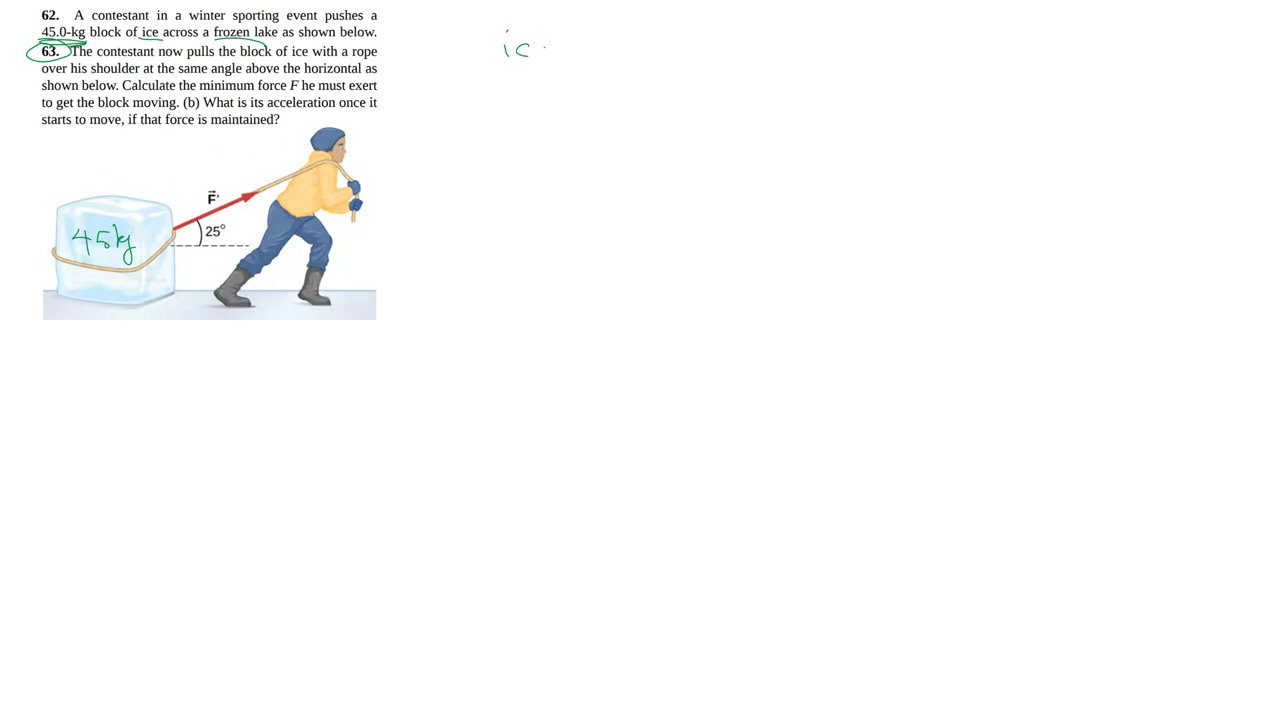 62. A contestant in a winter sporting event pushes a
45.0-kg block of ice across a frozen lake as shown below.
63. The contestant now pulls the block of ice with a rope
over his shoulder at the same angle above the horizontal as
shown below. Calculate the minimum force F he must exert
to get the block moving. (b) What is its acceleration once it
starts to move, if that force is maintained?
ic
F⃗'
25°
45kg